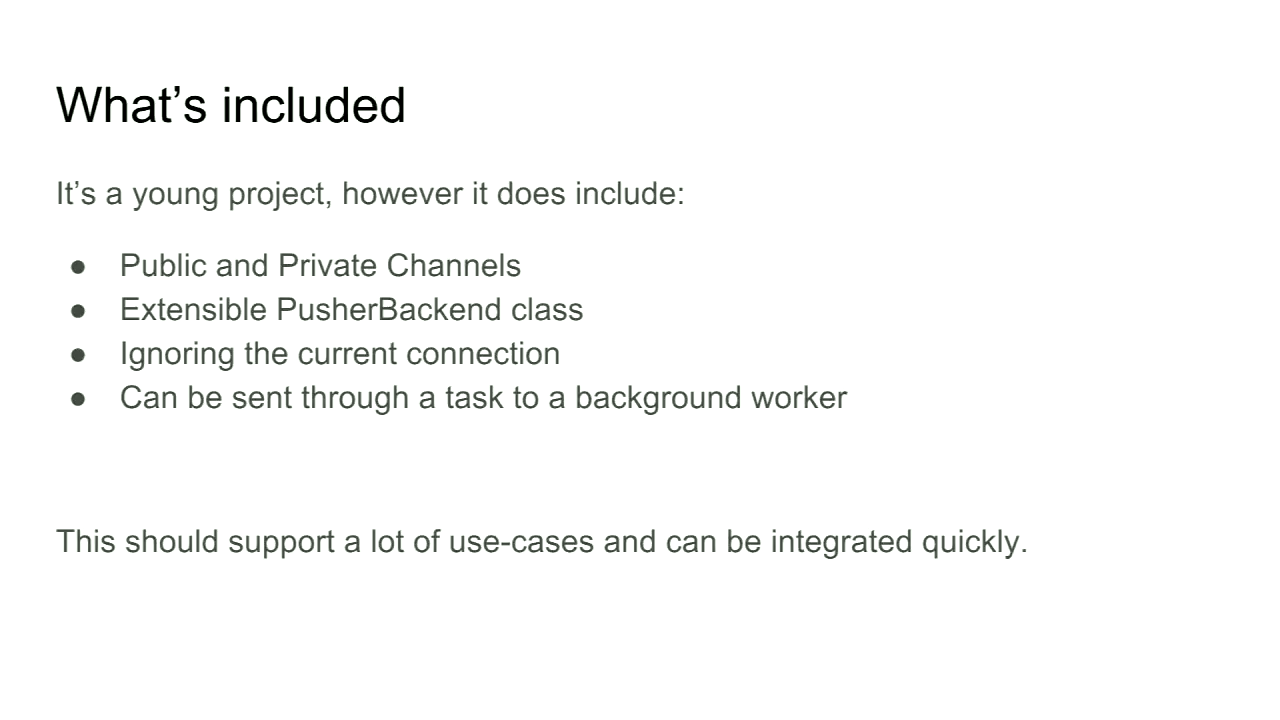 What’s included
It’s a young project, however it does include:
● Public and Private Channels
● Extensible PusherBackend class
● Ignoring the current connection
● Can be sent through a task to a background worker
This should support a lot of use-cases and can be integrated quickly.